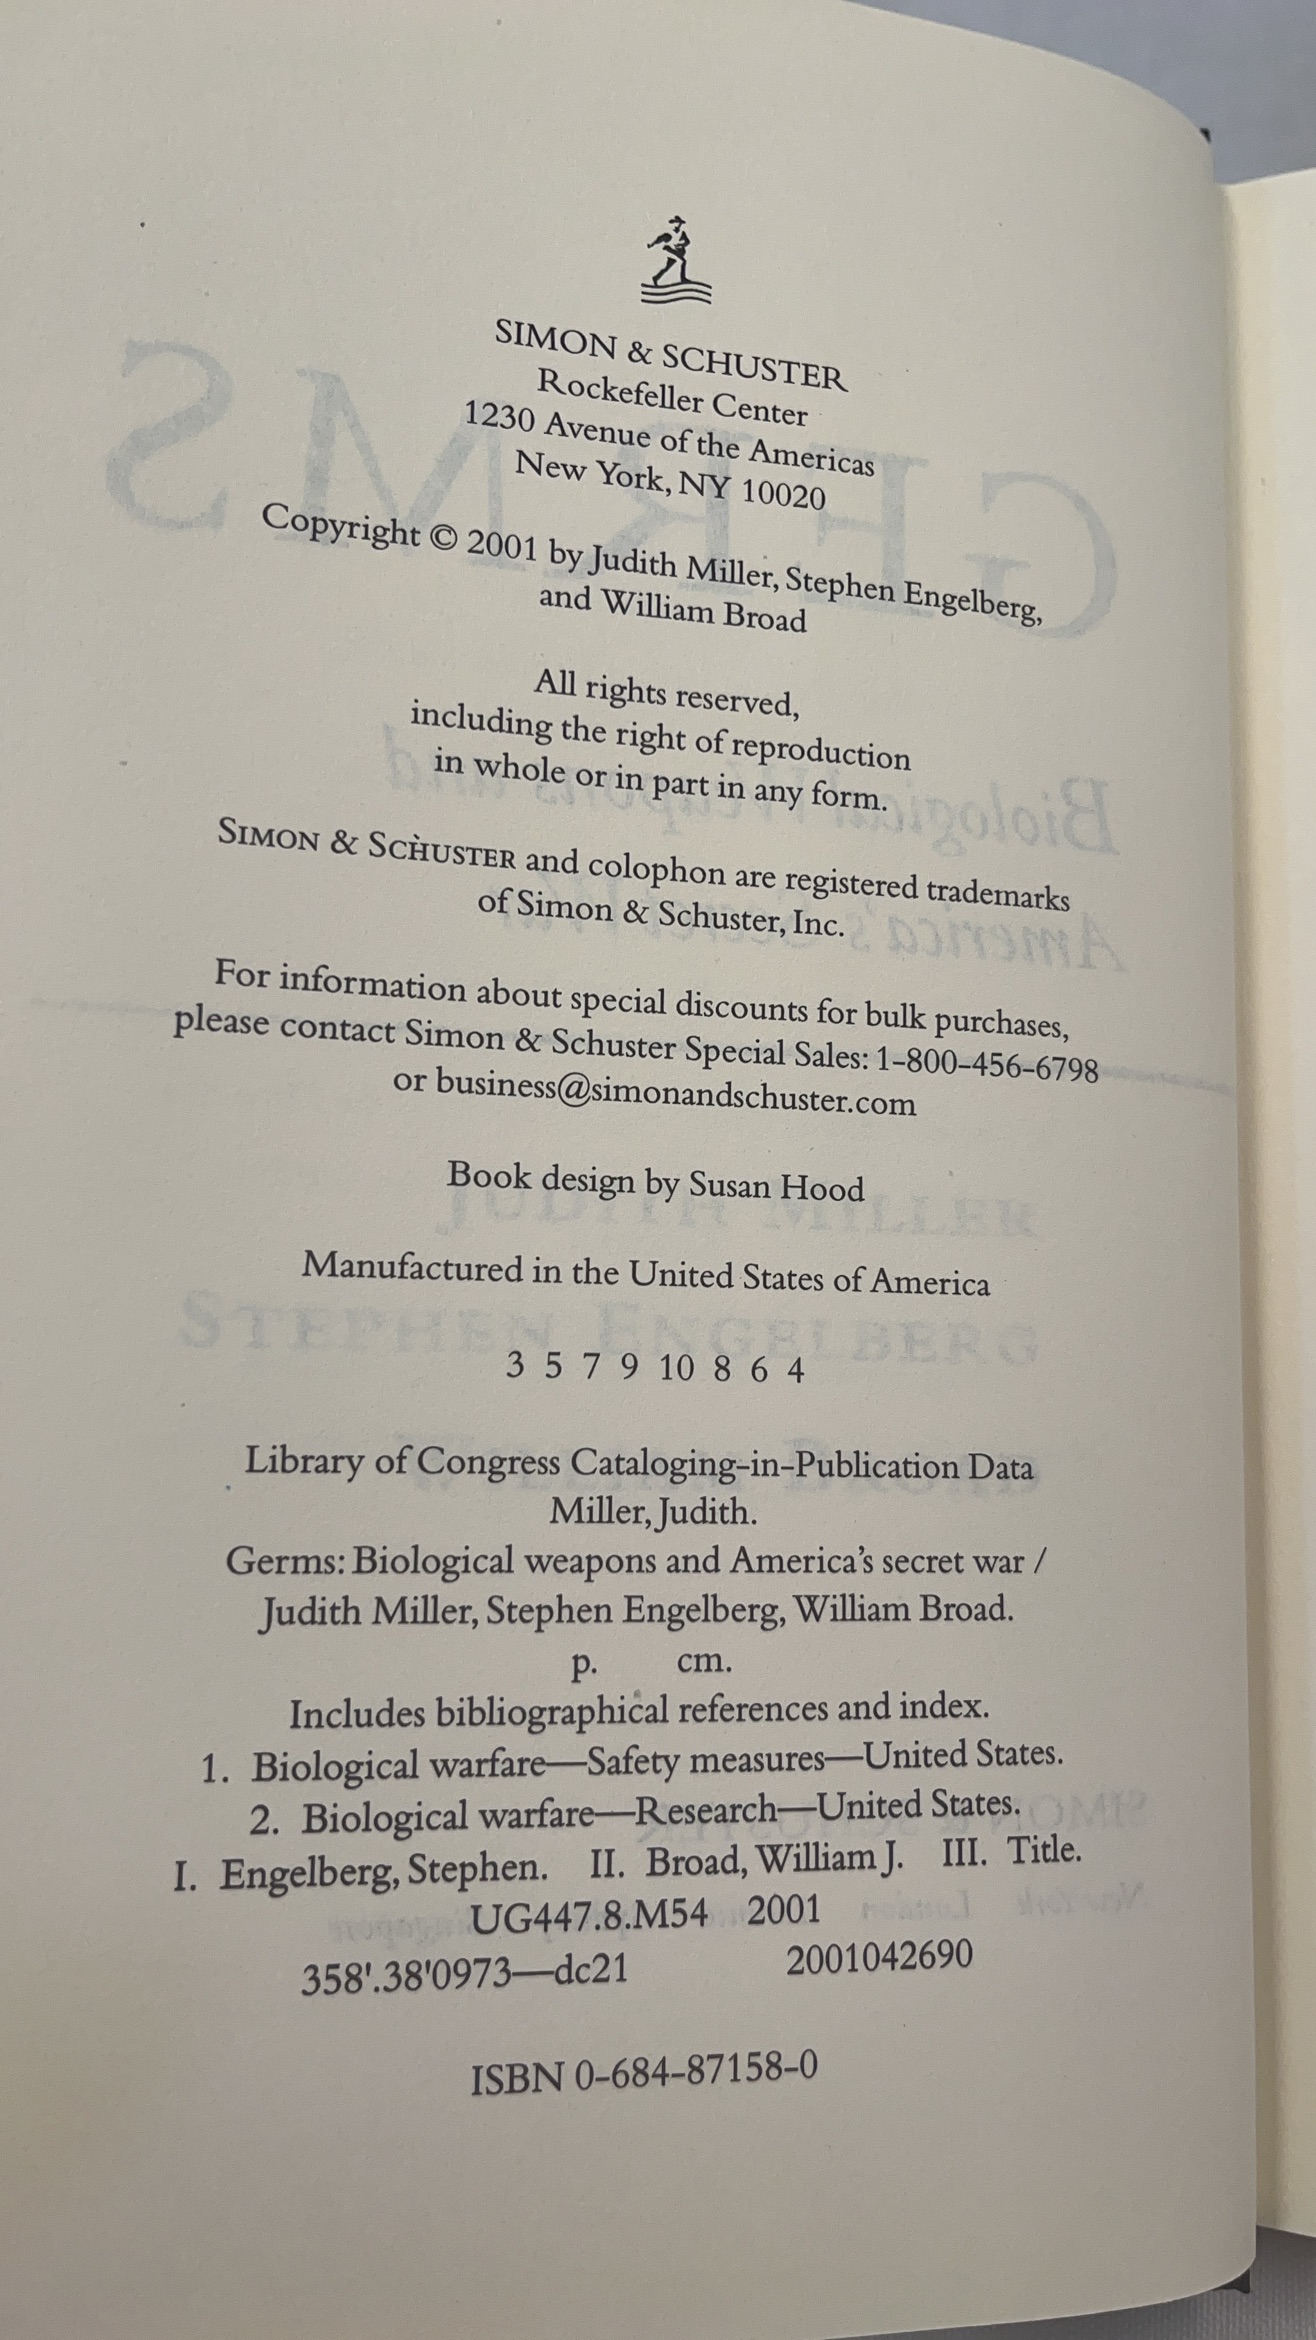 SIMON & SCHUSTER
Rockefeller Center
1230 Avenue of the Americas
New York, NY 10020
Copyright © 2001 by Judith Miller, Stephen Engelberg,
and William Broad
All rights reserved,
including the right of reproduction
in whole or in part in any form.
SIMON & SCHUSTER and colophon are registered trademarks
of Simon & Schuster, Inc.
For information about special discounts for bulk purchases,
please contact Simon & Schuster Special Sales: 1-800-456-6798
or business@simonandschuster.com
Book design by Susan Hood
Manufactured in the United States of America
3 5 7 9 10 8 6 4
Library of Congress Cataloging-in-Publication Data
Miller, Judith.
Germs: Biological weapons and America's secret war /
Judith Miller, Stephen Engelberg, William Broad.
p. cm.
Includes bibliographical references and index.
1. Biological warfare—Safety measures—United States.
2. Biological warfare—Research—United States.
I. Engelberg, Stephen. II. Broad, William J. III. Title.
UG447.8.M54 2001
358'.38'0973—dc21 2001042690
ISBN 0-684-87158-0